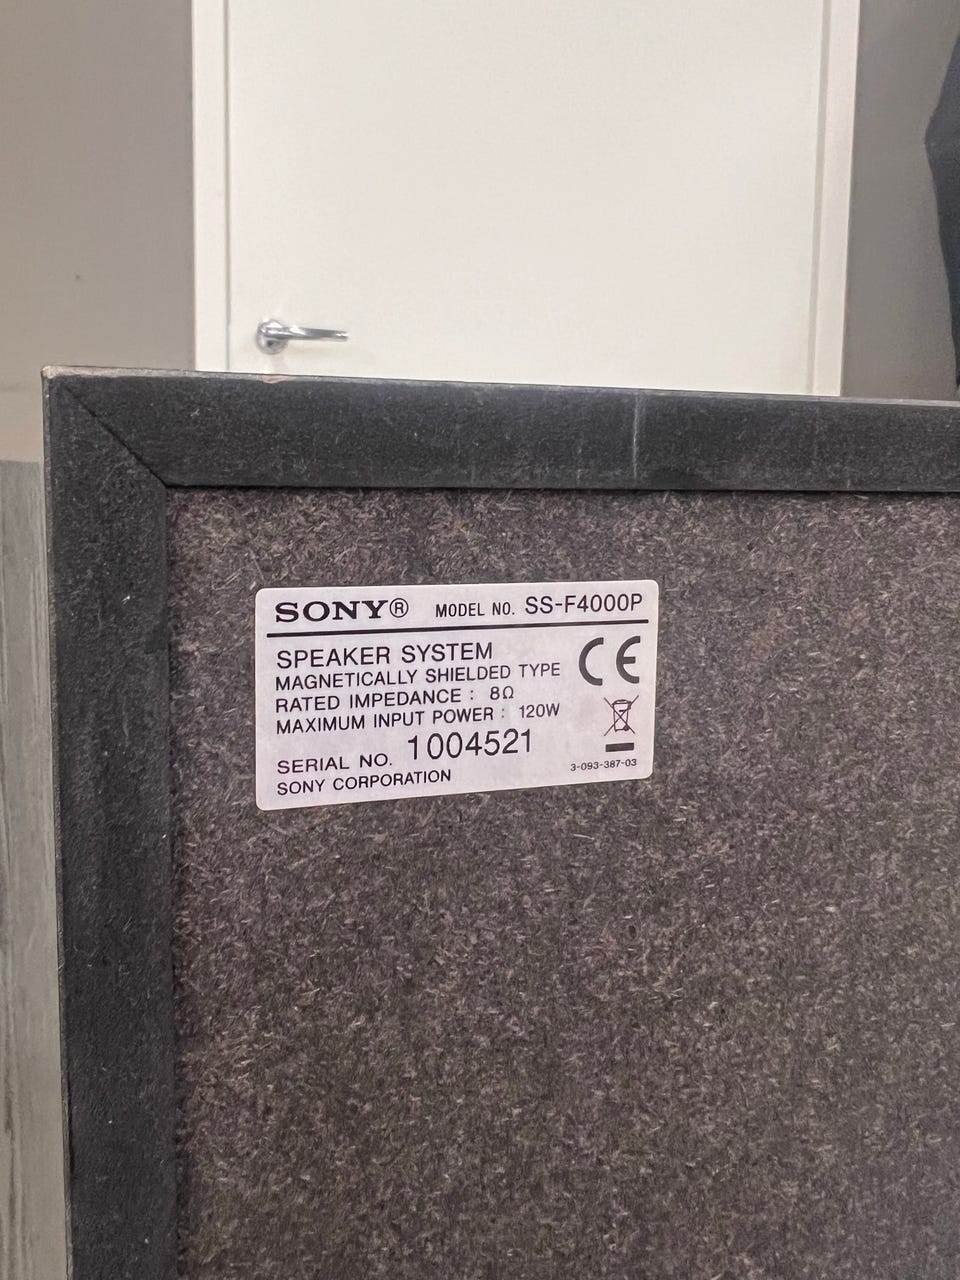 SONY® MODEL NO. SS-F4000P
SPEAKER SYSTEM
MAGNETICALLY SHIELDED TYPE
RATED IMPEDANCE : 8Ω
MAXIMUM INPUT POWER : 120W
CE
SERIAL NO. 1004521
SONY CORPORATION
3-093-387-03